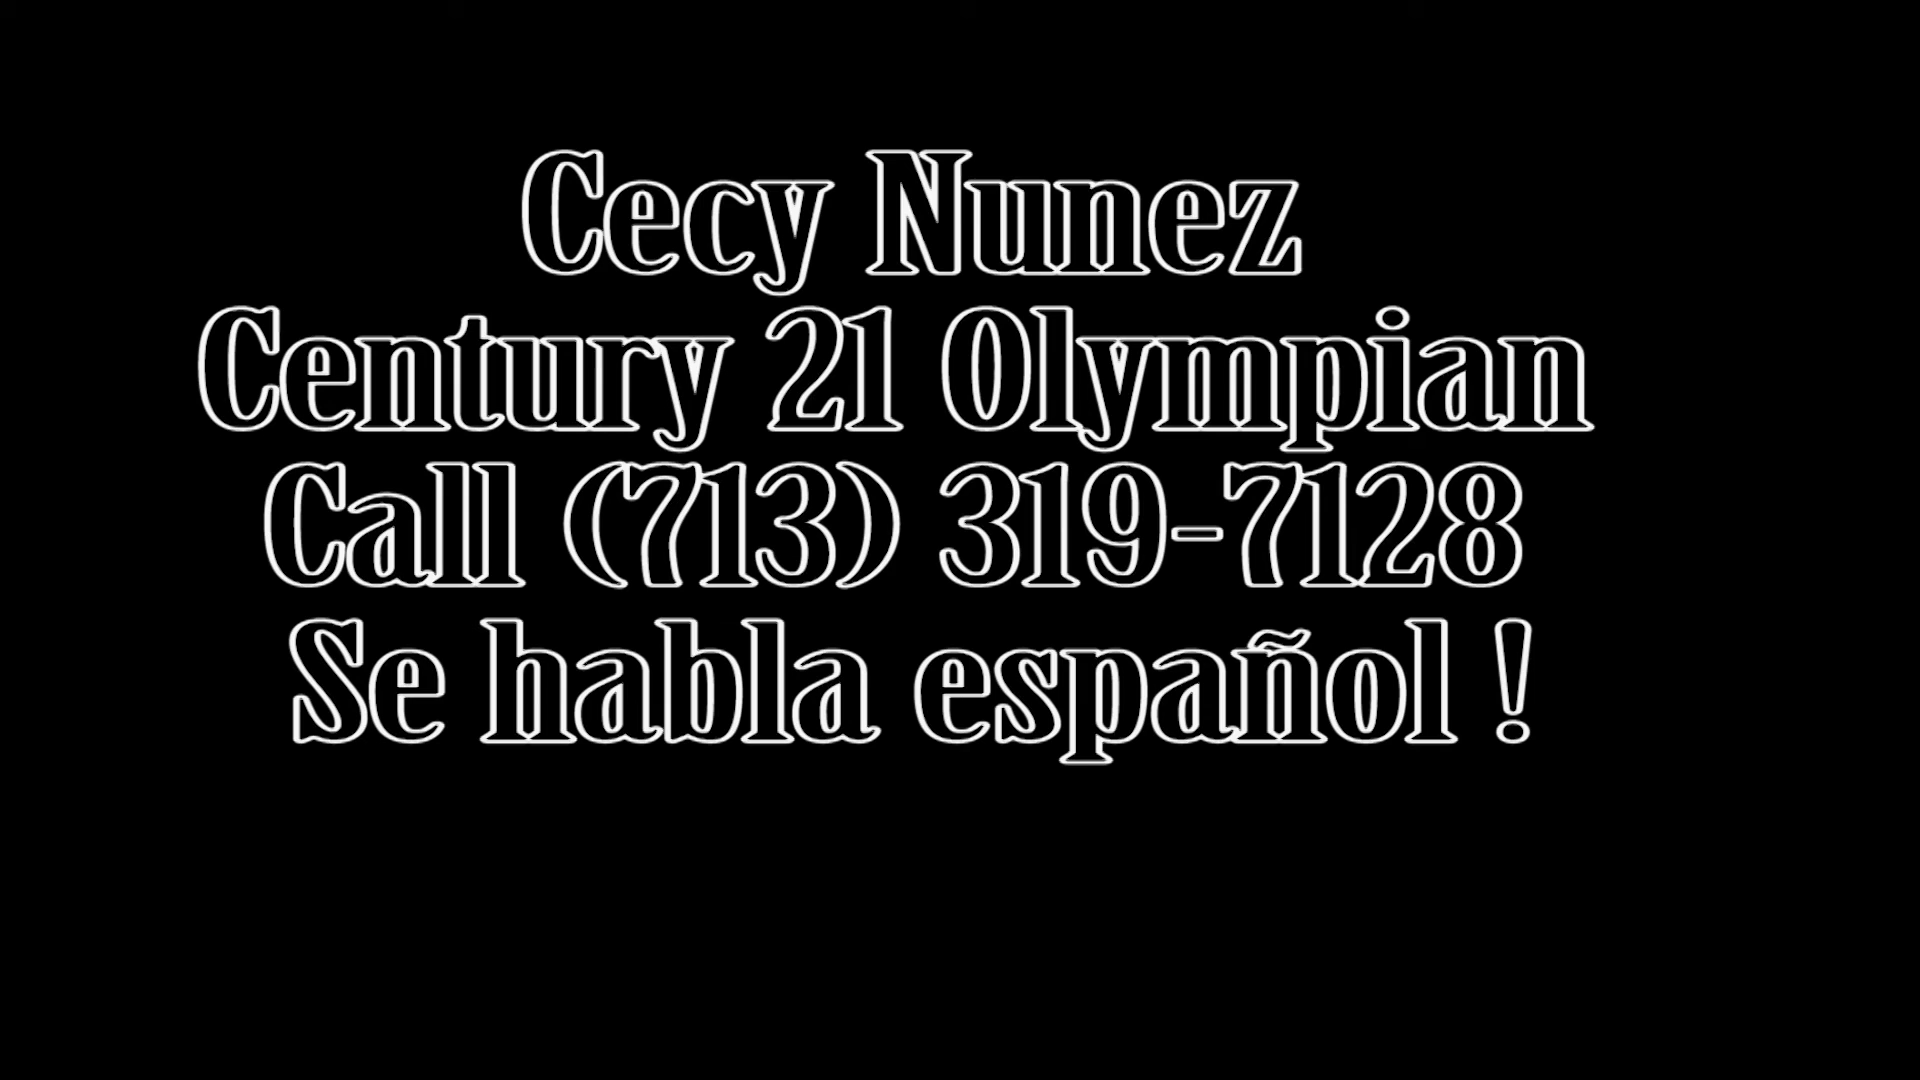 Cecy Nunez
Century 21 Olympian
Call (713) 319-7128
Se habla español !